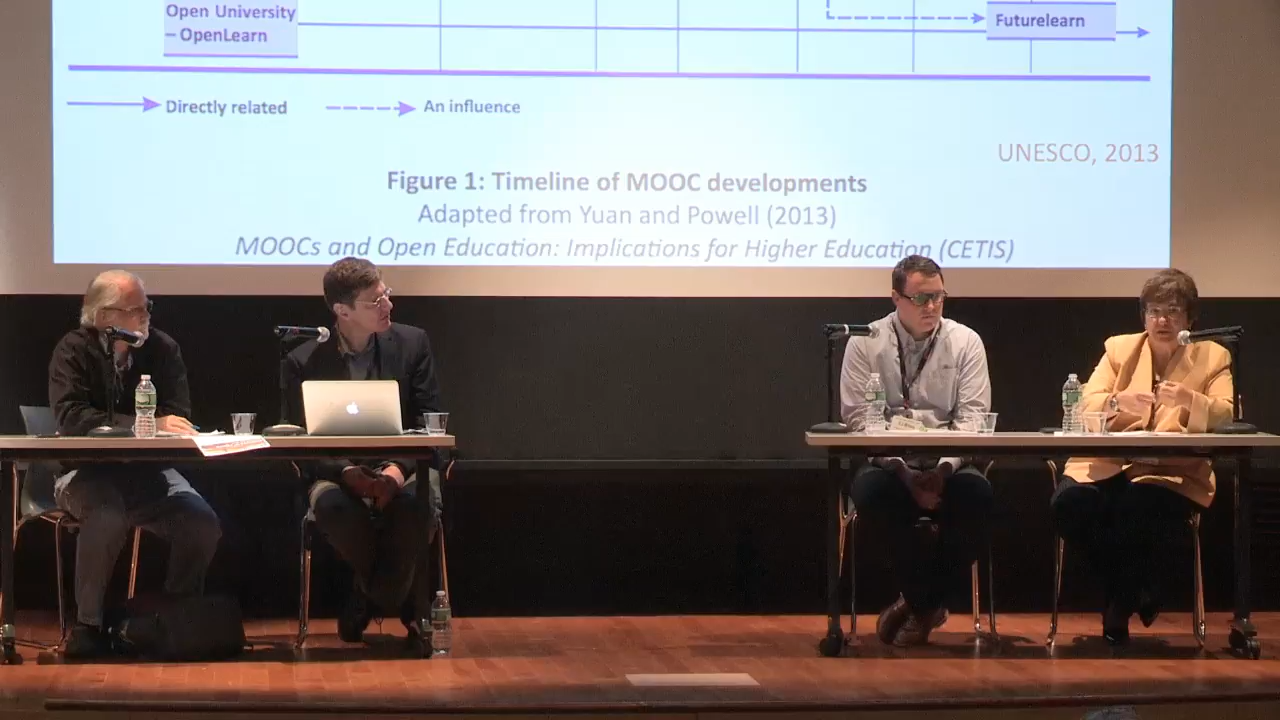 Open University
– OpenLearn
Futurelearn
Directly related
An influence
UNESCO, 2013
Figure 1: Timeline of MOOC developments
Adapted from Yuan and Powell (2013)
MOOCs and Open Education: Implications for Higher Education (CETIS)